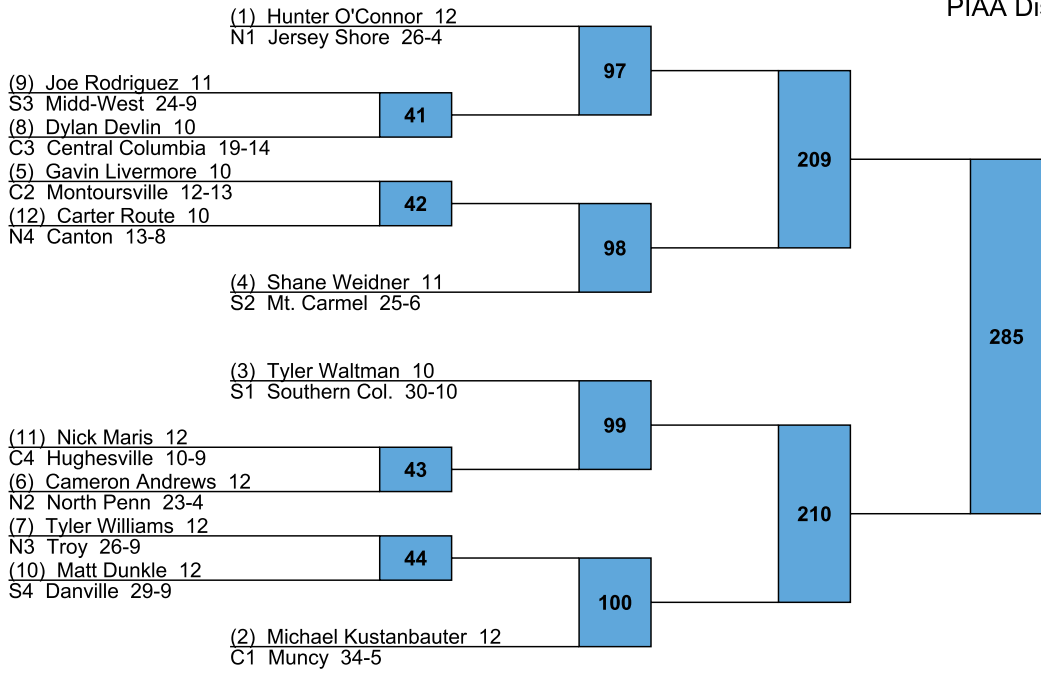 PIAA Dis
(1) Hunter O'Connor 12
N1 Jersey Shore 26-4
97
(9) Joe Rodriguez 11
S3 Midd-West 24-9
41
(8) Dylan Devlin 10
C3 Central Columbia 19-14
209
(5) Gavin Livermore 10
C2 Montoursville 12-13
42
(12) Carter Route 10
N4 Canton 13-8
98
(4) Shane Weidner 11
S2 Mt. Carmel 25-6
285
(3) Tyler Waltman 10
S1 Southern Col. 30-10
99
(11) Nick Maris 12
C4 Hughesville 10-9
43
(6) Cameron Andrews 12
N2 North Penn 23-4
210
(7) Tyler Williams 12
N3 Troy 26-9
44
(10) Matt Dunkle 12
S4 Danville 29-9
100
(2) Michael Kustanbauter 12
C1 Muncy 34-5